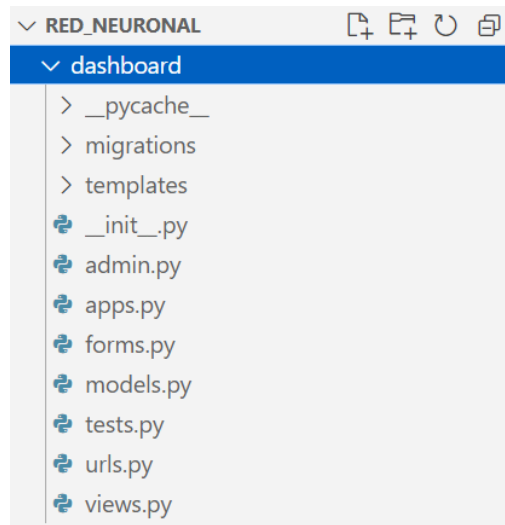 RED_NEURONAL
dashboard
__pycache__
migrations
templates
__init__.py
admin.py
apps.py
forms.py
models.py
tests.py
urls.py
views.py